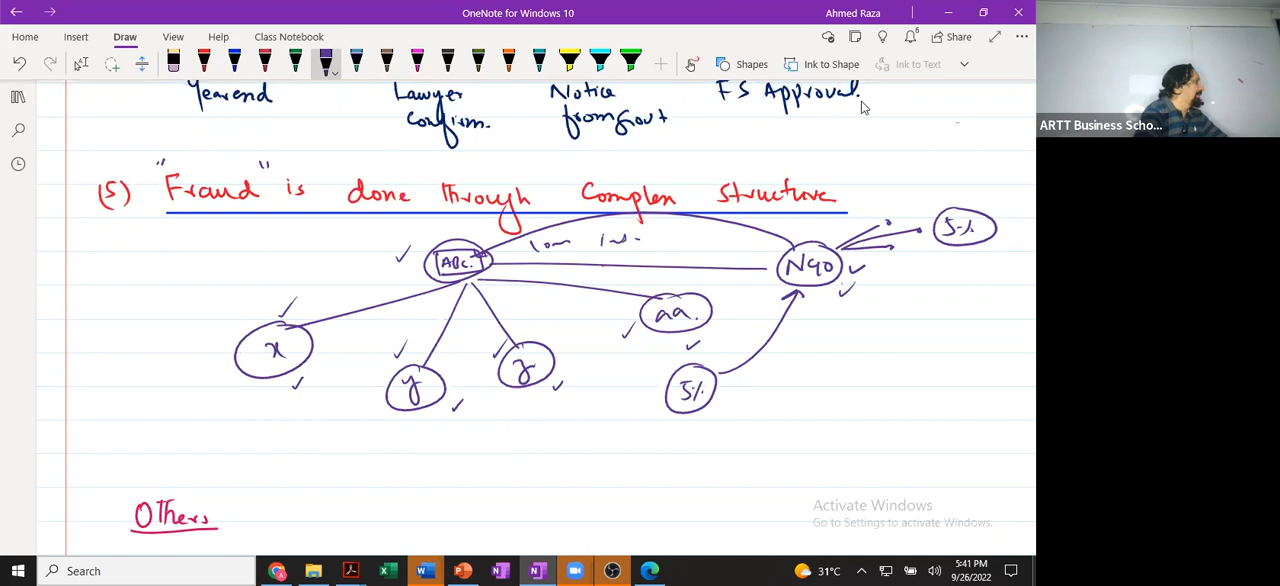 OneNote for Windows 10
Ahmed Raza
Home Insert Draw View Help Class Notebook
6 Share
Shapes Ink to Shape Ink to Text
Year end Lawyer confirm. Notice from Govt FS Approval.
ARTT Business Scho...
(5) "Fraud" is done through Complex Structure
5%
ABC.
NGO
aa.
x
y
z
5%
Others
Activate Windows
Go to Settings to activate Windows.
Search
31°C
5:41 PM
9/26/2022